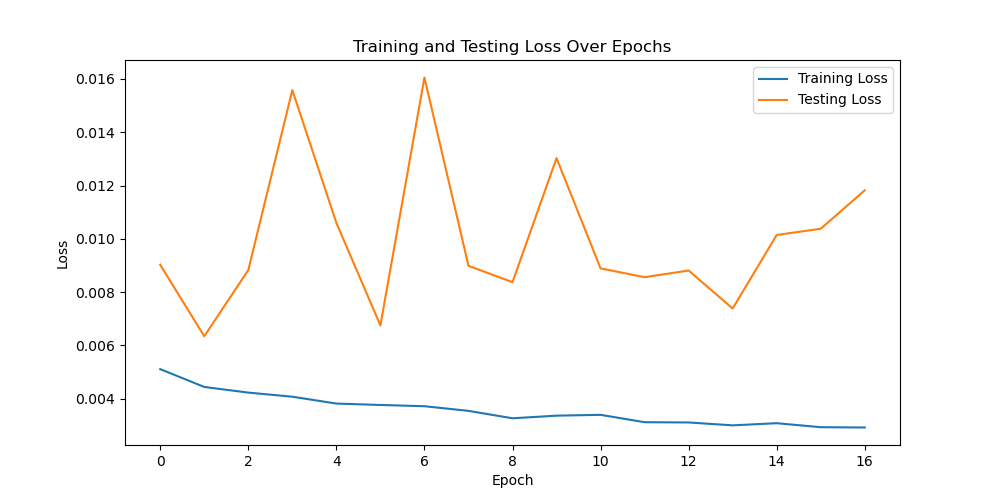 Training and Testing Loss Over Epochs
Training Loss
Testing Loss
0.016
0.014
0.012
0.010
0.008
0.006
0.004
Loss
0 2 4 6 8 10 12 14 16
Epoch